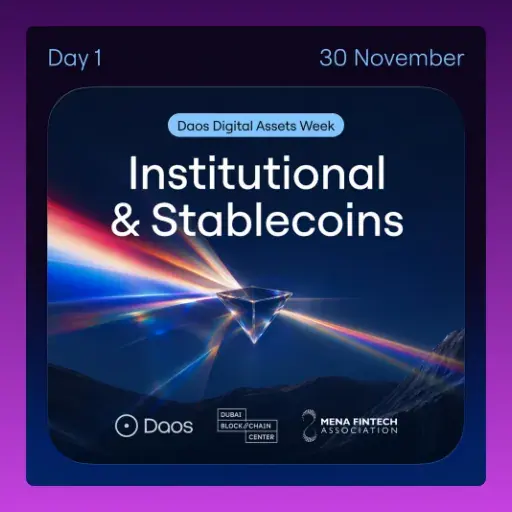 Day 1
30 November
Daos Digital Assets Week
Institutional
& Stablecoins
Daos
DUBAI
BLOCKCHAIN
CENTER
MENA FINTECH
ASSOCIATION